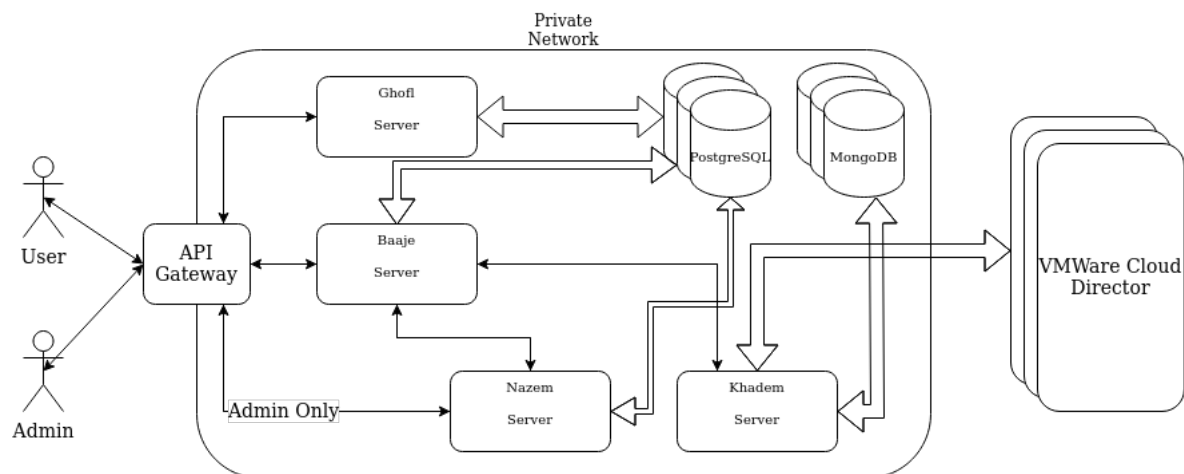 Private
Network
Ghofl
Server
PostgreSQL
MongoDB
User
API
Gateway
Baaje
Server
VMWare Cloud
Director
Admin
Admin Only
Nazem
Server
Khadem
Server